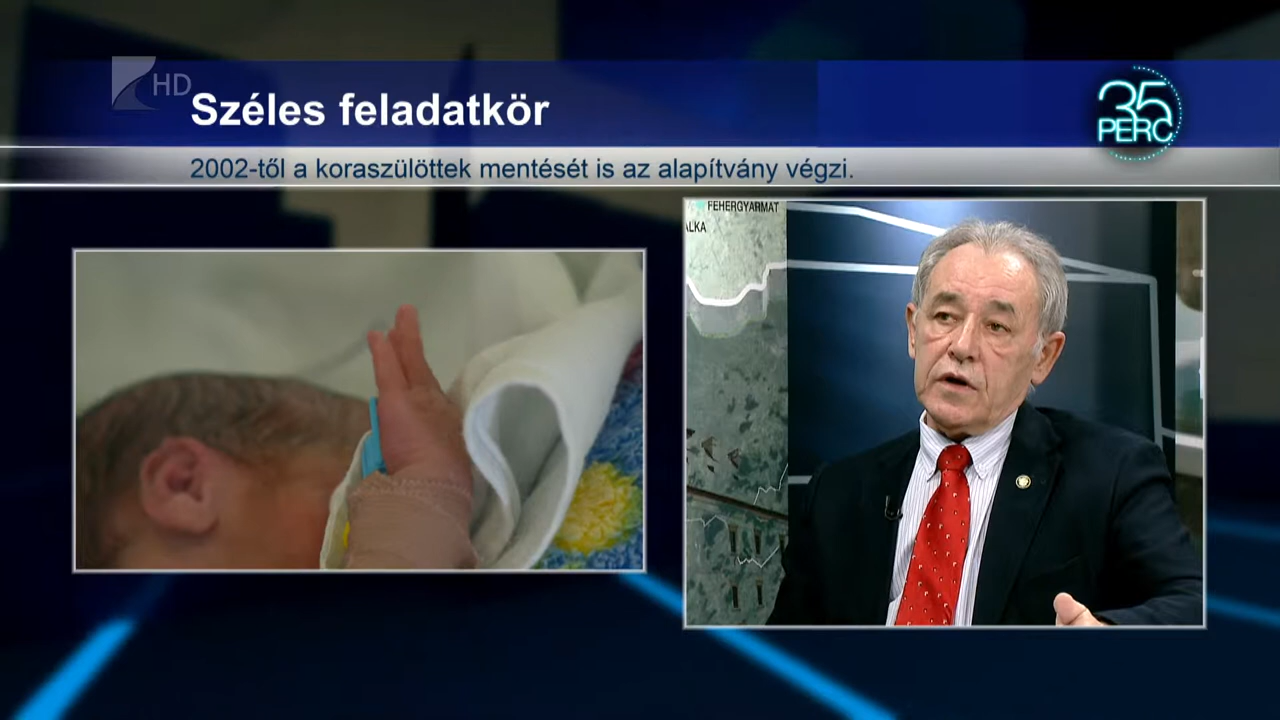 HD
Széles feladatkör
35
PERC
2002-től a koraszülöttek mentését is az alapítvány végzi.
FEHERGYARMAT
ALKA